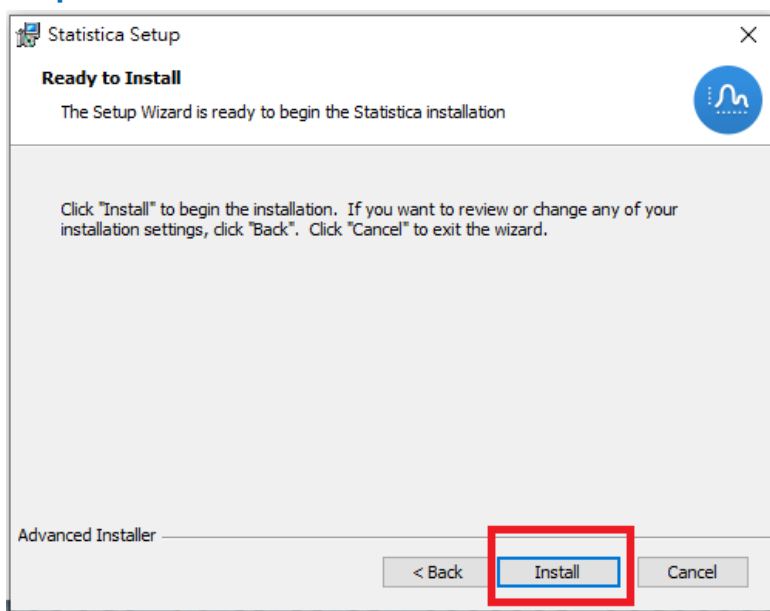 Statistica Setup
Ready to Install
The Setup Wizard is ready to begin the Statistica installation
Click "Install" to begin the installation. If you want to review or change any of your
installation settings, click "Back". Click "Cancel" to exit the wizard.
Advanced Installer
< Back Install Cancel